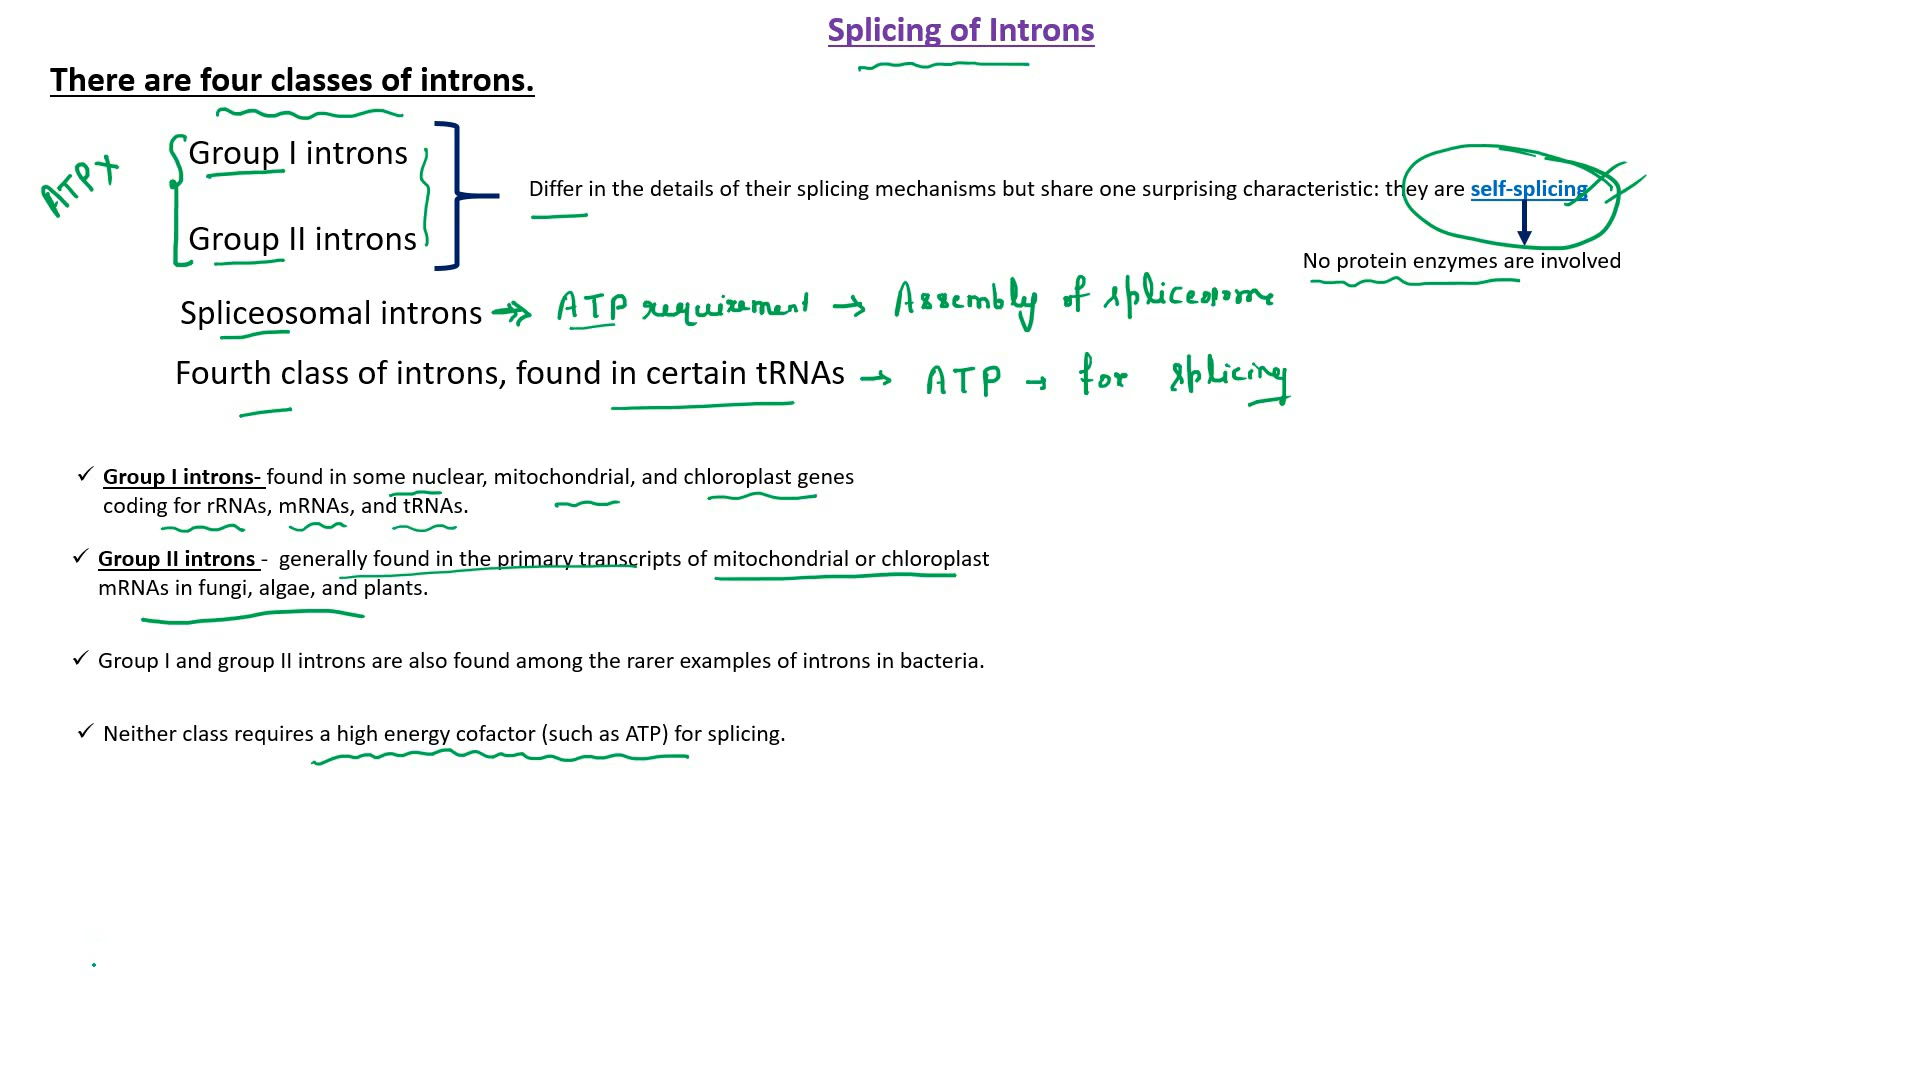 Splicing of Introns
There are four classes of introns.
ATP X
Group I introns
Differ in the details of their splicing mechanisms but share one surprising characteristic: they are self-splicing
Group II introns
No protein enzymes are involved
Spliceosomal introns → ATP requirement → Assembly of spliceosome
Fourth class of introns, found in certain tRNAs → ATP → for splicing
✓ Group I introns- found in some nuclear, mitochondrial, and chloroplast genes
coding for rRNAs, mRNAs, and tRNAs.
✓ Group II introns - generally found in the primary transcripts of mitochondrial or chloroplast
mRNAs in fungi, algae, and plants.
✓ Group I and group II introns are also found among the rarer examples of introns in bacteria.
✓ Neither class requires a high energy cofactor (such as ATP) for splicing.